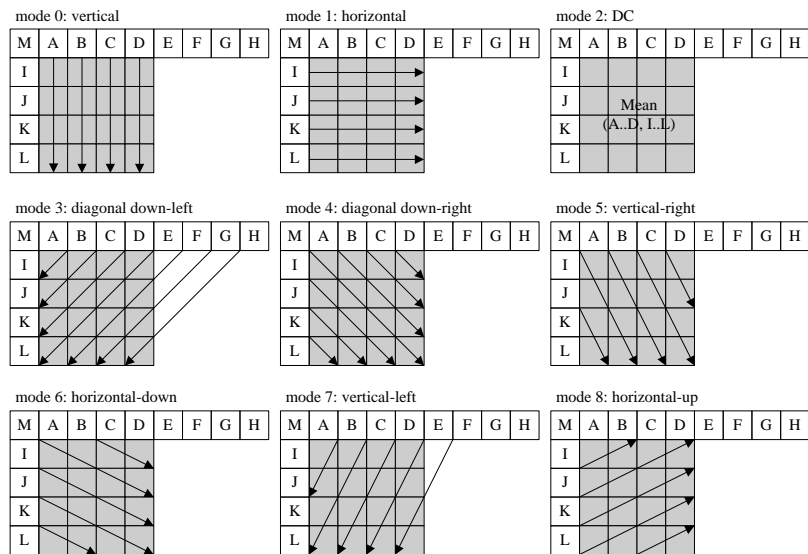 mode 0: vertical
M A B C D E F G H
I
J
K
L
mode 1: horizontal
M A B C D E F G H
I
J
K
L
mode 2: DC
M A B C D E F G H
I
J
K
L
Mean
(A..D, I..L)
mode 3: diagonal down-left
M A B C D E F G H
I
J
K
L
mode 4: diagonal down-right
M A B C D E F G H
I
J
K
L
mode 5: vertical-right
M A B C D E F G H
I
J
K
L
mode 6: horizontal-down
M A B C D E F G H
I
J
K
L
mode 7: vertical-left
M A B C D E F G H
I
J
K
L
mode 8: horizontal-up
M A B C D E F G H
I
J
K
L